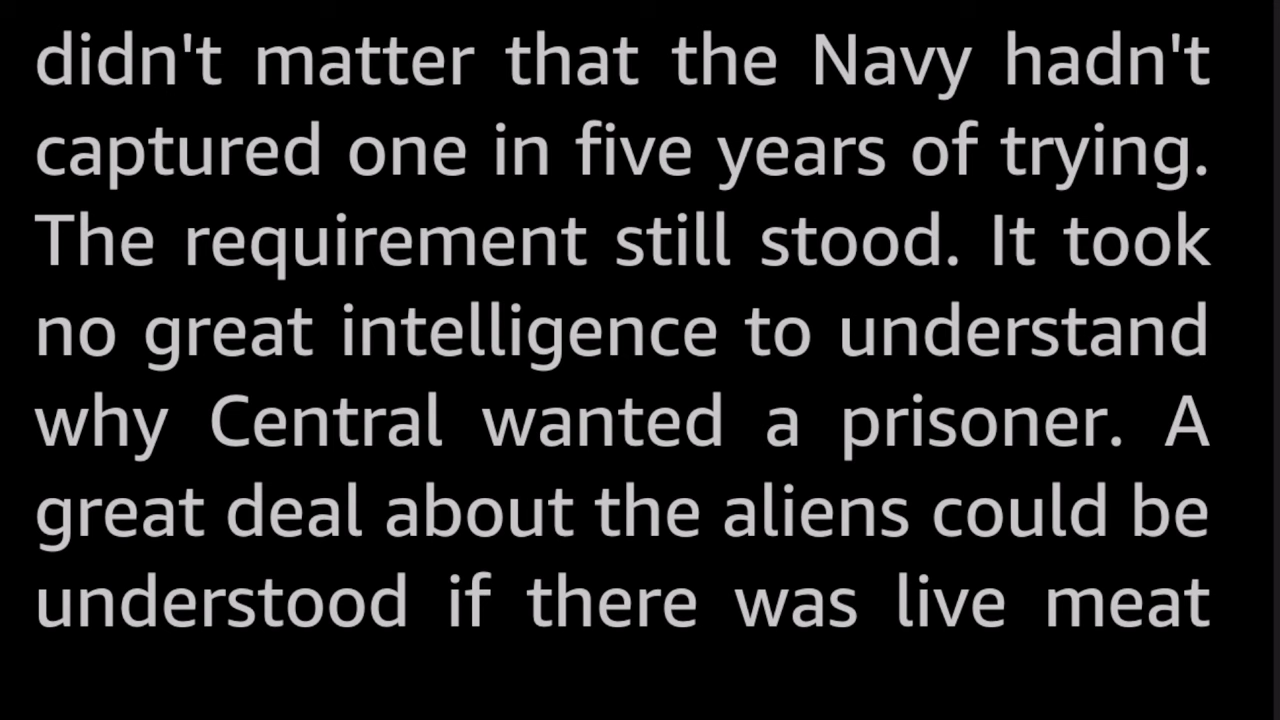 didn't matter that the Navy hadn't
captured one in five years of trying.
The requirement still stood. It took
no great intelligence to understand
why Central wanted a prisoner. A
great deal about the aliens could be
understood if there was live meat